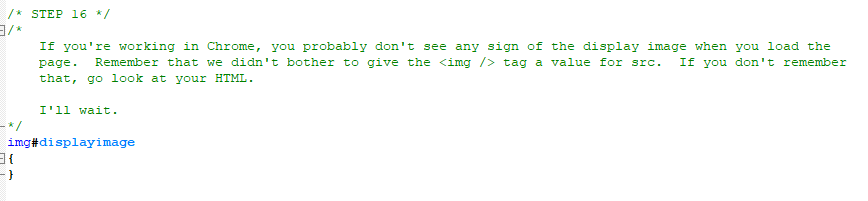 /* STEP 16 */
/*
If you're working in Chrome, you probably don't see any sign of the display image when you load the
page.  Remember that we didn't bother to give the <img /> tag a value for src.  If you don't remember
that, go look at your HTML.
I'll wait.
*/
img#displayimage
{
}